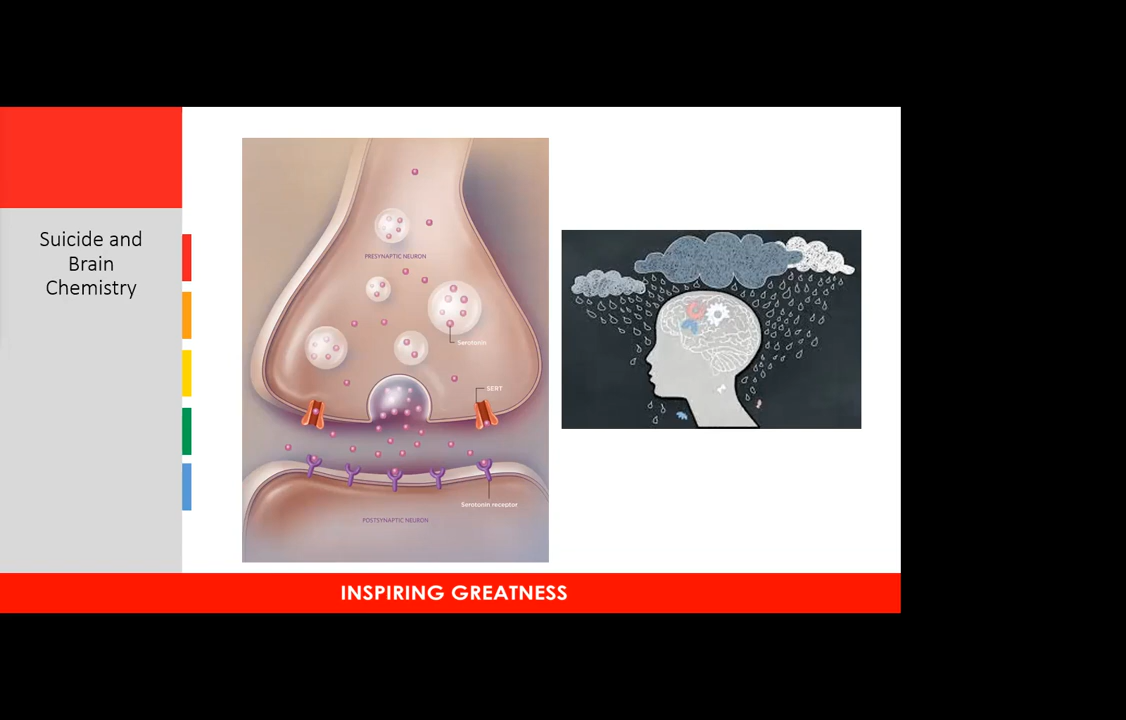 Suicide and
Brain
Chemistry
PRESYNAPTIC NEURON
Serotonin
SERT
Serotonin receptor
POSTSYNAPTIC NEURON
INSPIRING GREATNESS